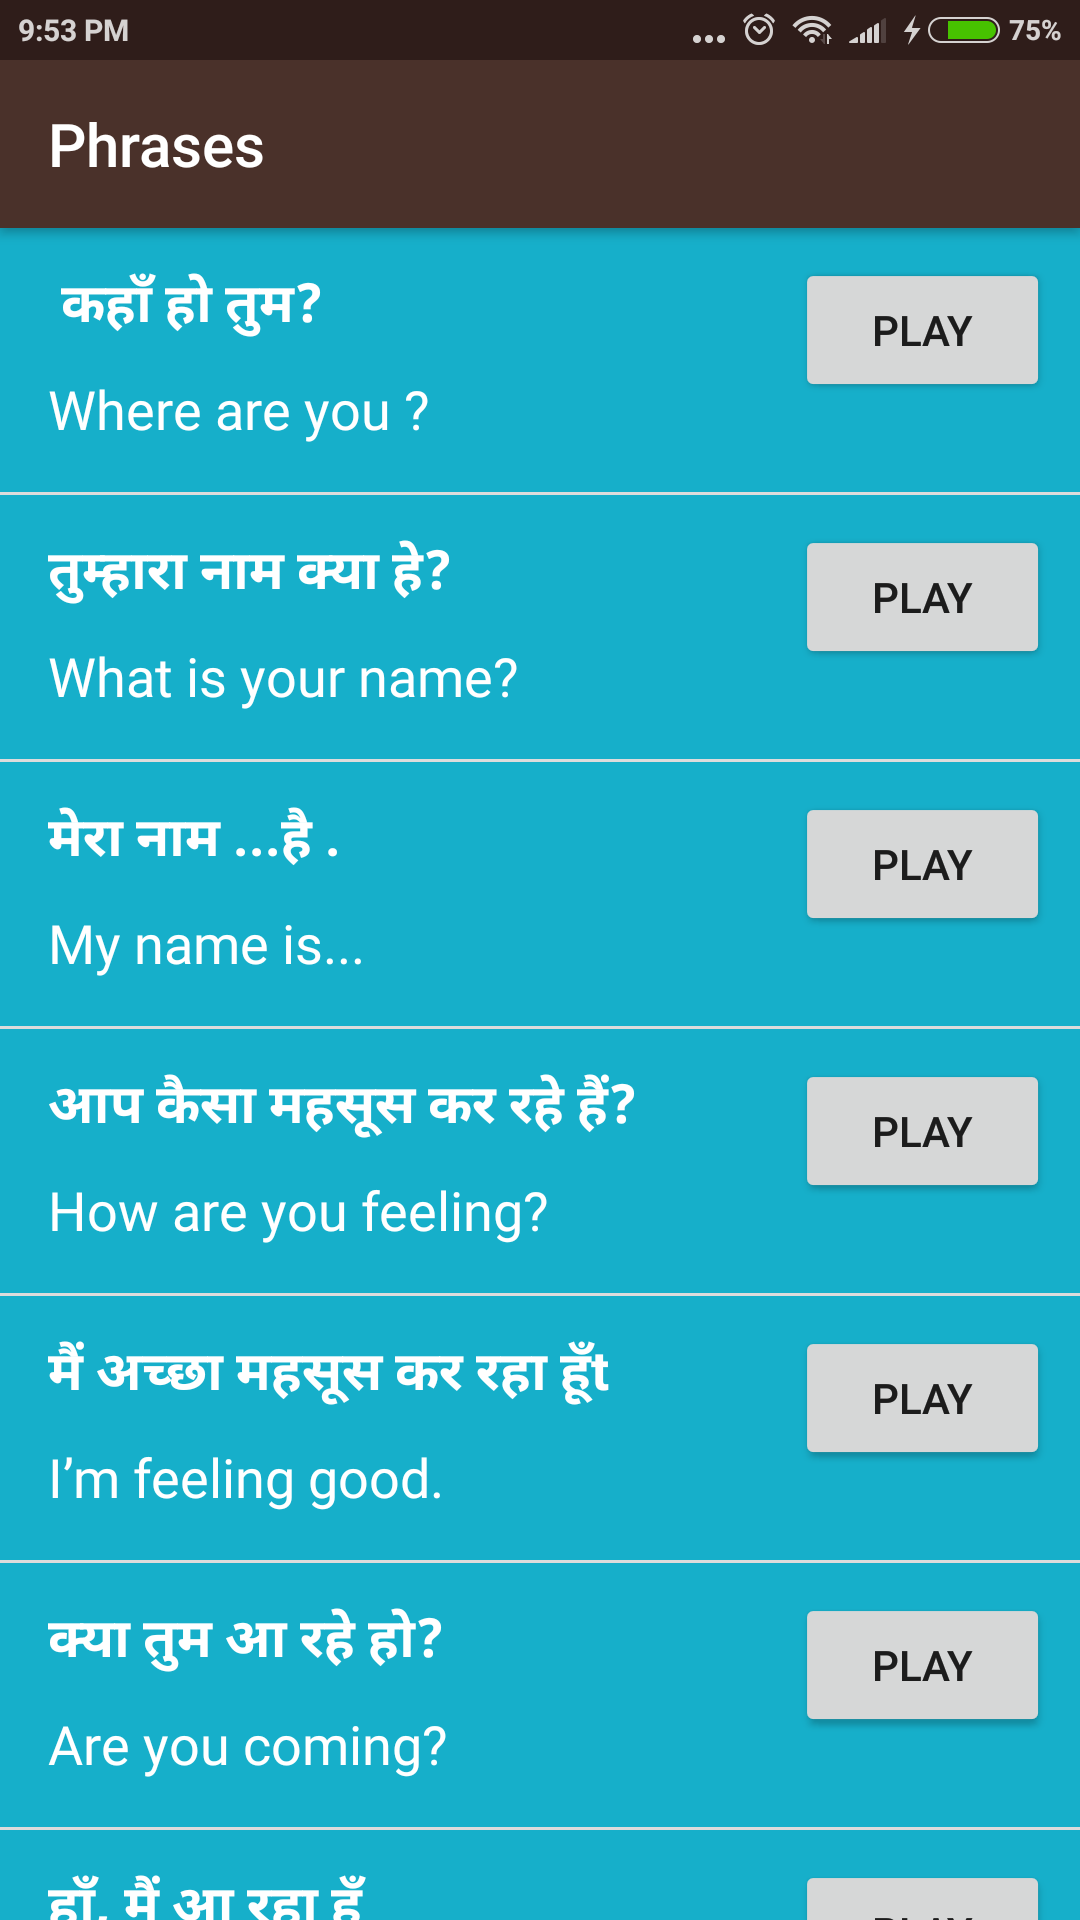 9:53 PM
75%
Phrases
कहाँ हो तुम?
PLAY
Where are you ?
तुम्हारा नाम क्या हे?
PLAY
What is your name?
मेरा नाम ...है .
PLAY
My name is...
आप कैसा महसूस कर रहे हैं?
PLAY
How are you feeling?
मैं अच्छा महसूस कर रहा हूँt
PLAY
I’m feeling good.
क्या तुम आ रहे हो?
PLAY
Are you coming?
हाँ, मैं आ रहा हूँ
PLAY